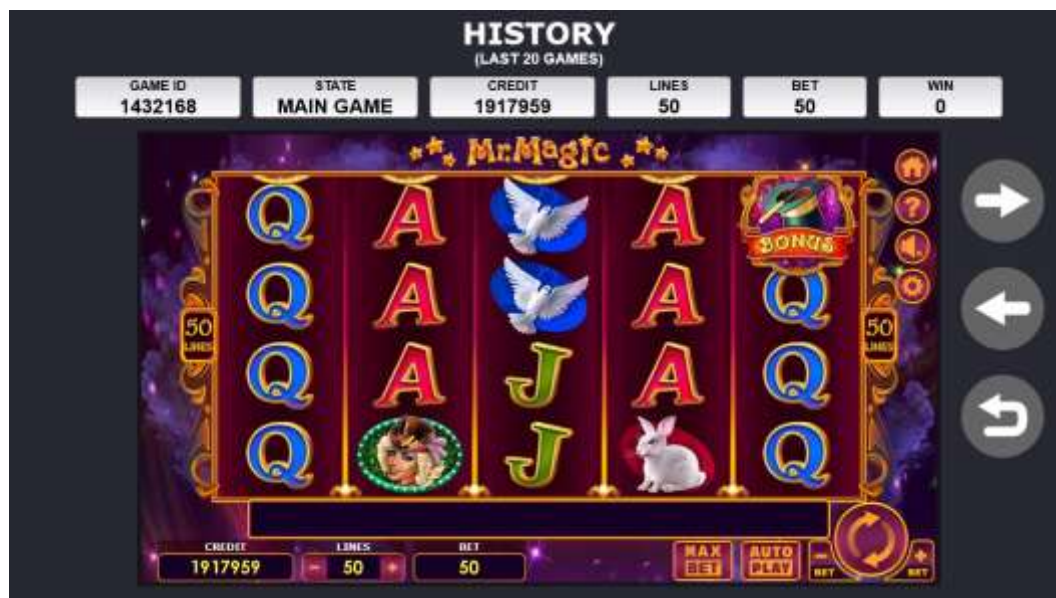 HISTORY
(LAST 20 GAMES)
GAME ID STATE CREDIT LINES BET WIN
1432168 MAIN GAME 1917959 50 50 0
Mr.Magic
Q A A BONUS
?
Q A A Q
50 LINES 50 LINES
Q A J A Q
Q J Q
CREDIT LINES BET
1917959 - 50 + 50
MAX BET AUTO PLAY - BET + BET